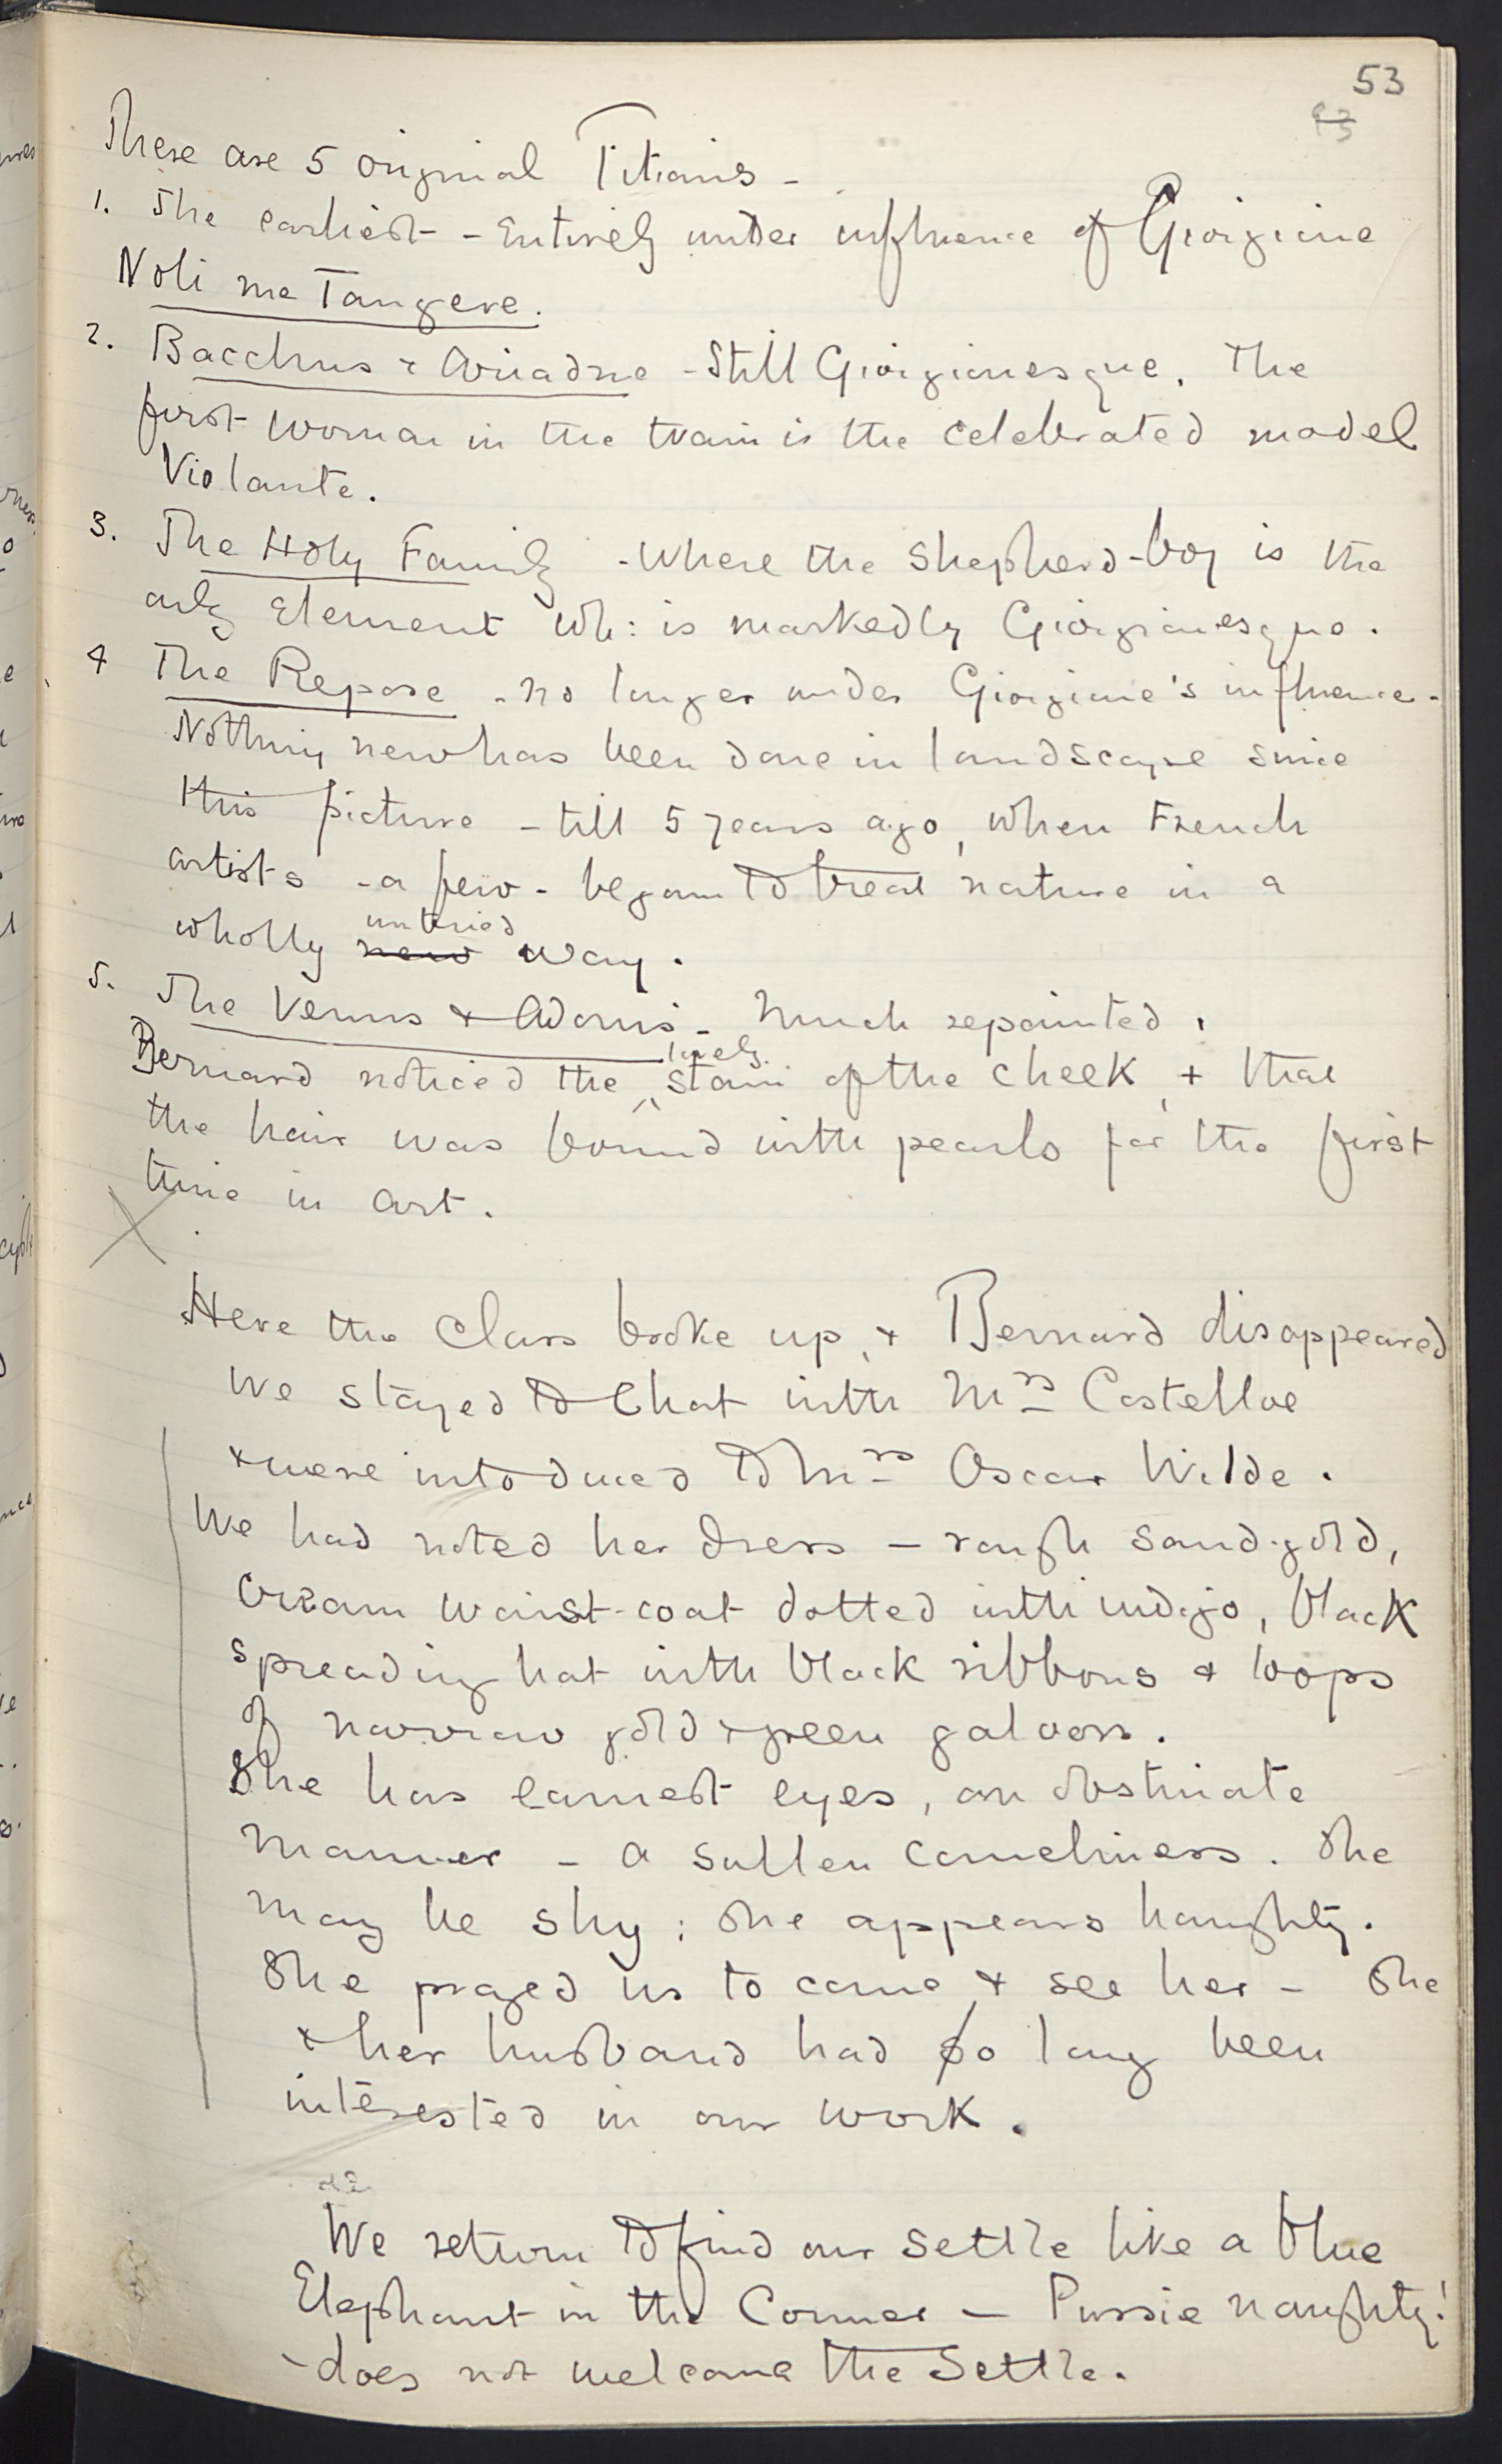 53
There are 5 original Titians -
1. The earliest - Entirely under influence of Giorgione
Noli me Tangere.
2. Bacchus & Ariadne - Still Giorgionesque. The
first woman in the train is the celebrated model
Violante.
3. The Holy Family - Where the Shepherd-boy is the
only Element wh: is markedly Giorgionesque.
4 The Repose - no longer under Giorgione's influence -
Nothing new has been done in landscape since
this picture - till 5 years ago, when French
artists - a few - began to treat nature in a
untried
wholly new way.
5. The Venus & Adonis - Much repainted.
lovely
Bernard noticed the stain of the cheek, + that
the hair was bound with pearls for the first
time in art.
Here the Class broke up, + Bernard disappeared
We stayed to Chat with Mrs Costelloe
& were intoduced to Mrs Oscar Wilde.
We had noted her dress — rough sand-gold,
Cream waist-coat dotted with indigo, black
spreading hat with black ribbons & loops
of narrow gold & green galoon.
She has earnest eyes, an obstinate
manner - a sullen comeliness. She
may be shy; she appears haughty.
She prayed us to come & see her - She
& her husband had so long been
interested in our work.
We return to find our Settle like a blue
Elephant in the Corner — Pussie naughty!
- does not welcome the Settle.